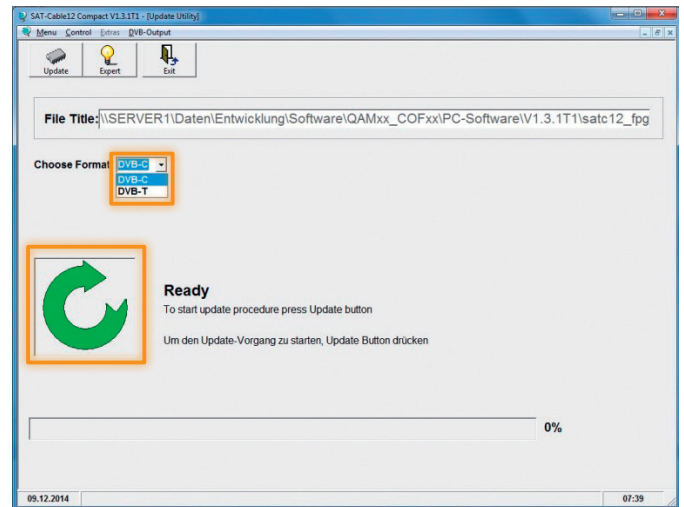 SAT-Cable12 Compact V1.3.1T1 - [Update Utility]
Menu Control Extras DVB-Output
Update Expert Exit
File Title: \\SERVER1\Daten\Entwicklung\Software\QAMxx_COFxx\PC-Software\V1.3.1T1\satc12_fpg
Choose Format DVB-C
DVB-C
DVB-T
Ready
To start update procedure press Update button
Um den Update-Vorgang zu starten, Update Button drücken
0%
09.12.2014 07:39